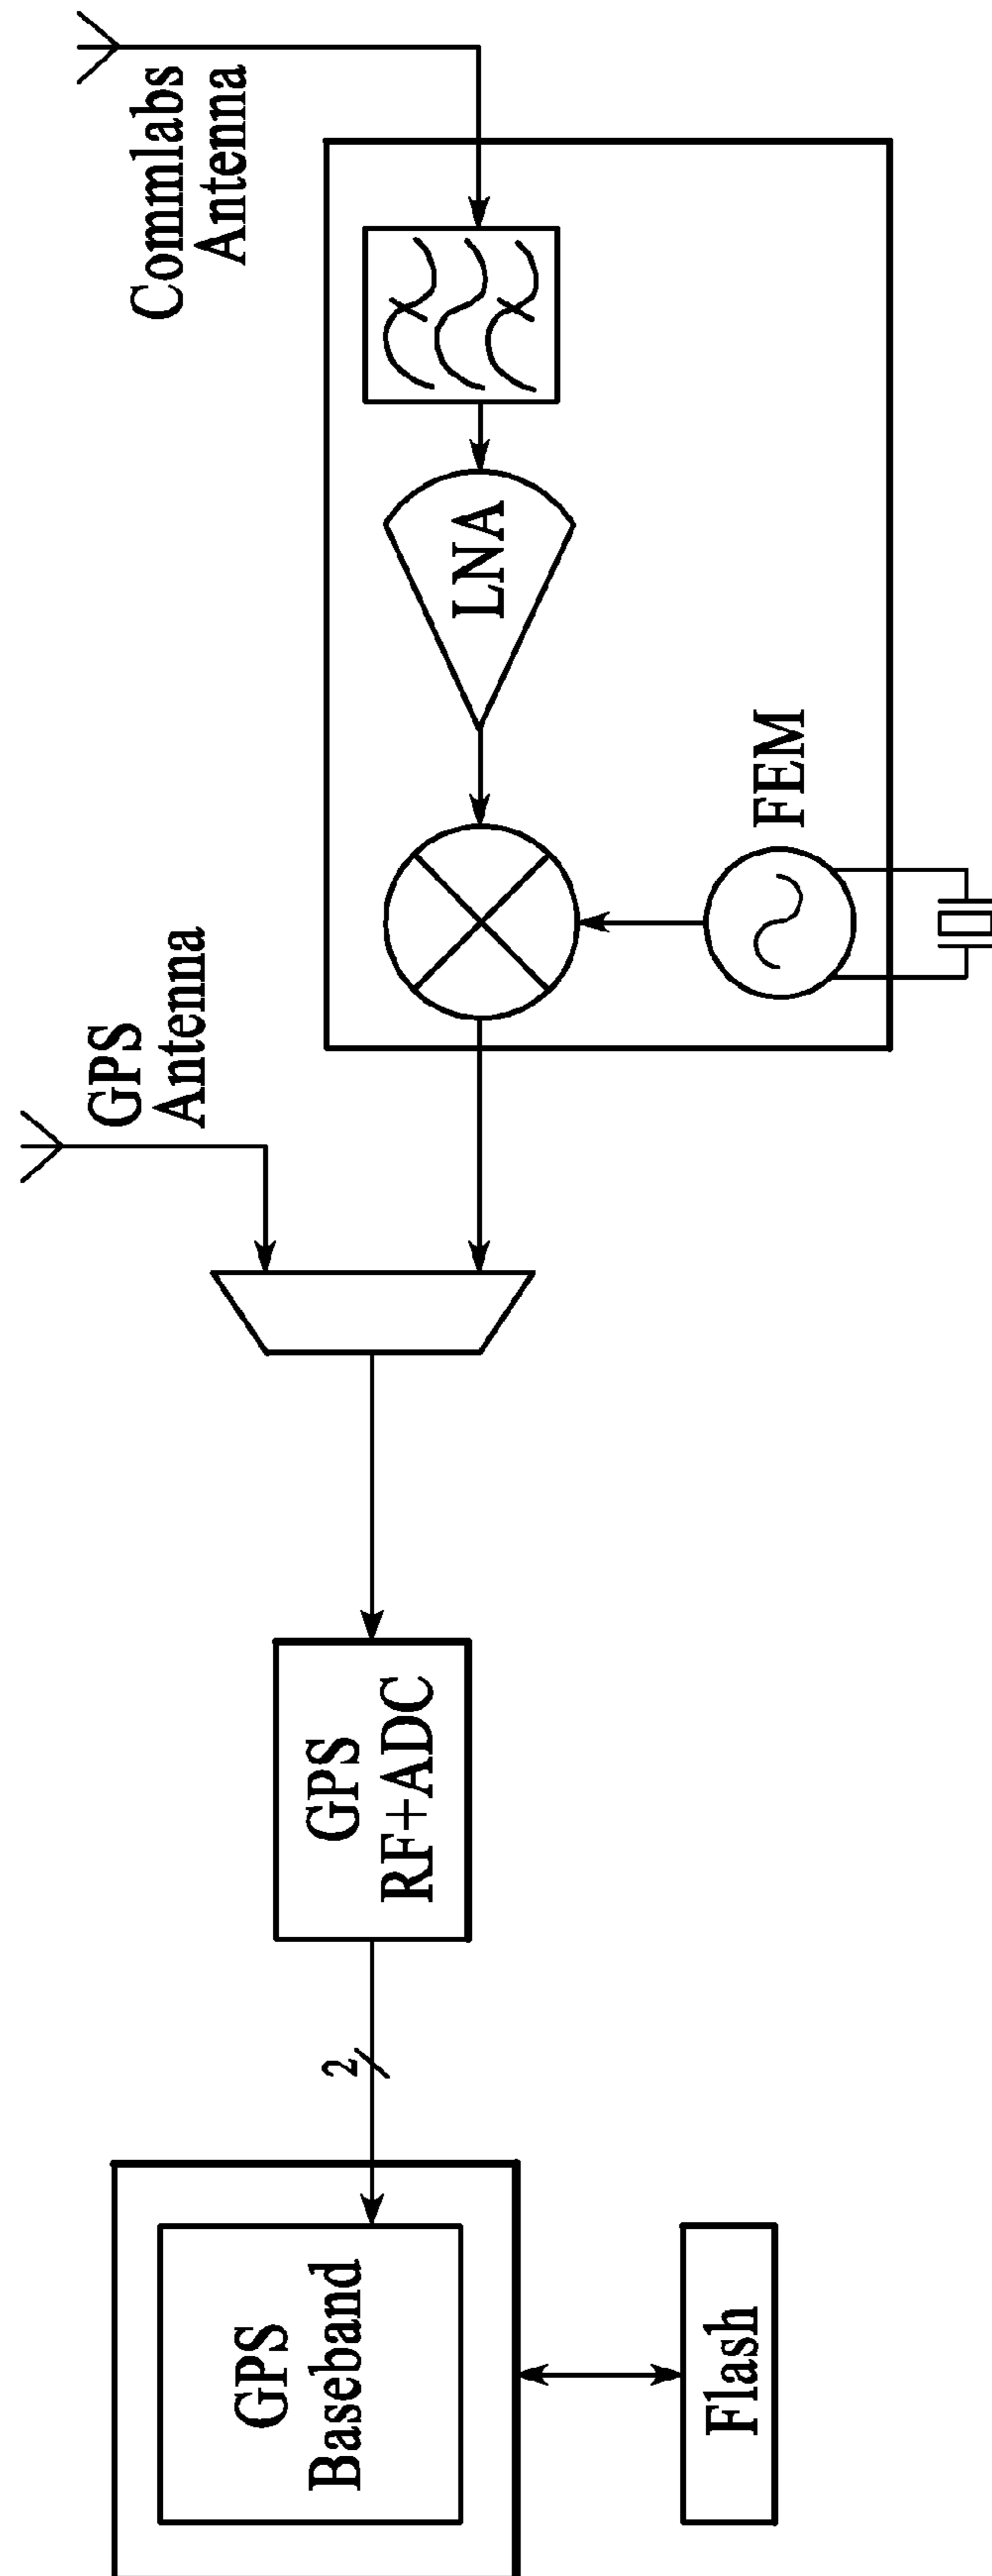 Commlabs
Antenna
LNA
FEM
GPS
Antenna
GPS
RF+ADC
2
GPS
Baseband
Flash